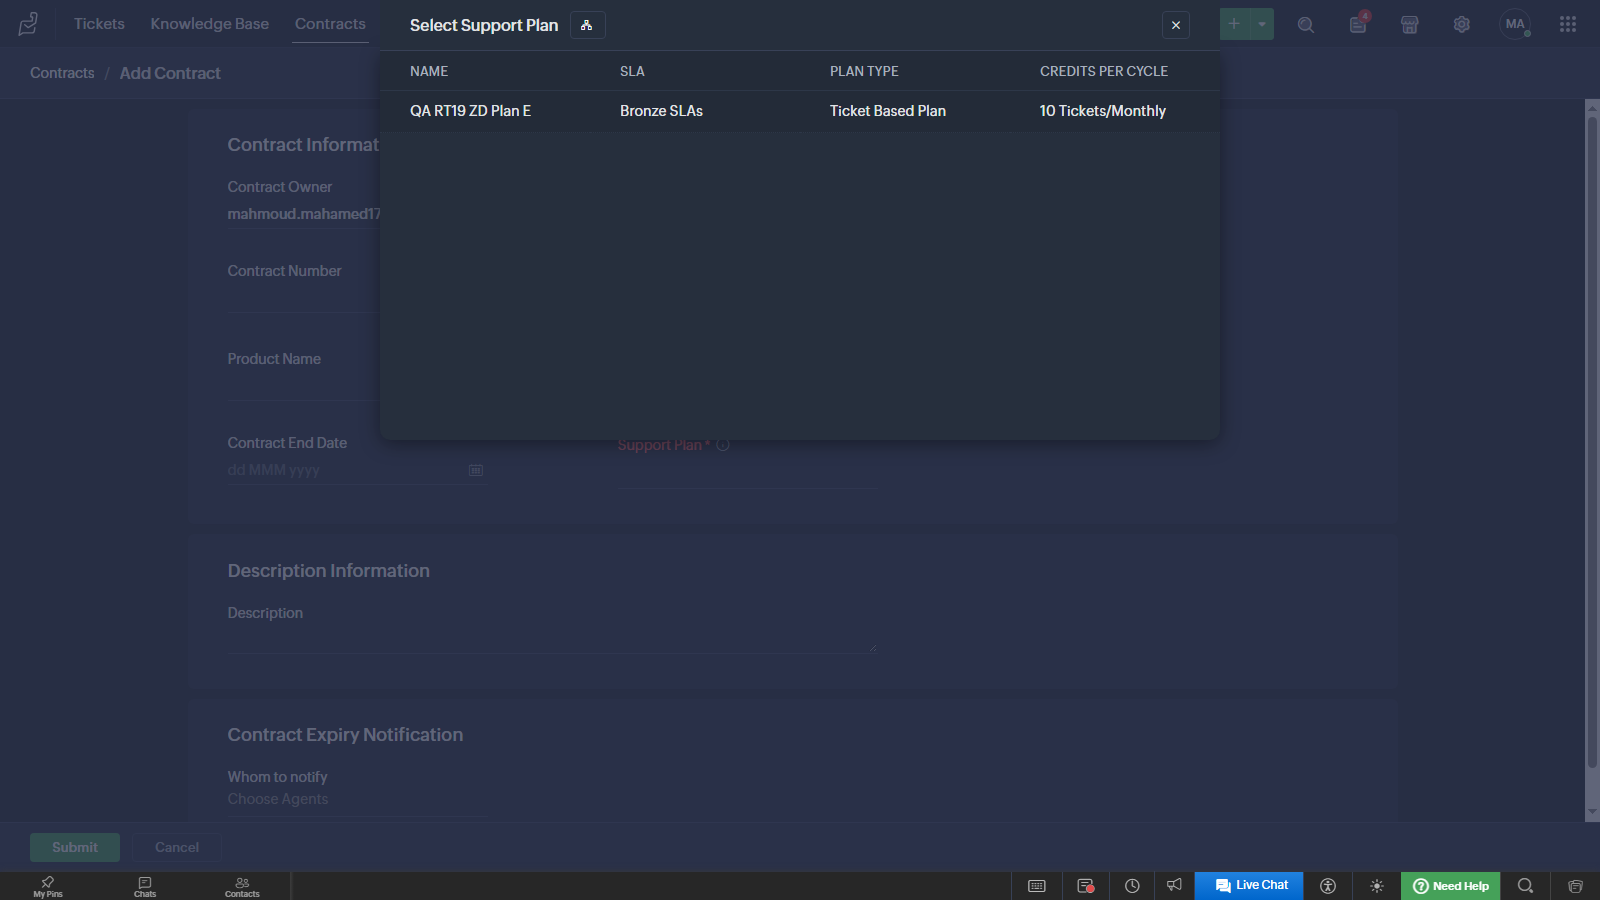 Tickets
Knowledge Base
Contracts
Select Support Plan
4
MA
Contracts / Add Contract
NAME
SLA
PLAN TYPE
CREDITS PER CYCLE
QA RT19 ZD Plan E
Bronze SLAs
Ticket Based Plan
10 Tickets/Monthly
Contract Informat
Contract Owner
mahmoud.mahamed17
Contract Number
Product Name
Contract End Date
dd MMM yyyy
Support Plan *
Description Information
Description
Contract Expiry Notification
Whom to notify
Choose Agents
Submit
Cancel
My Pins
Chats
Contacts
Live Chat
Need Help